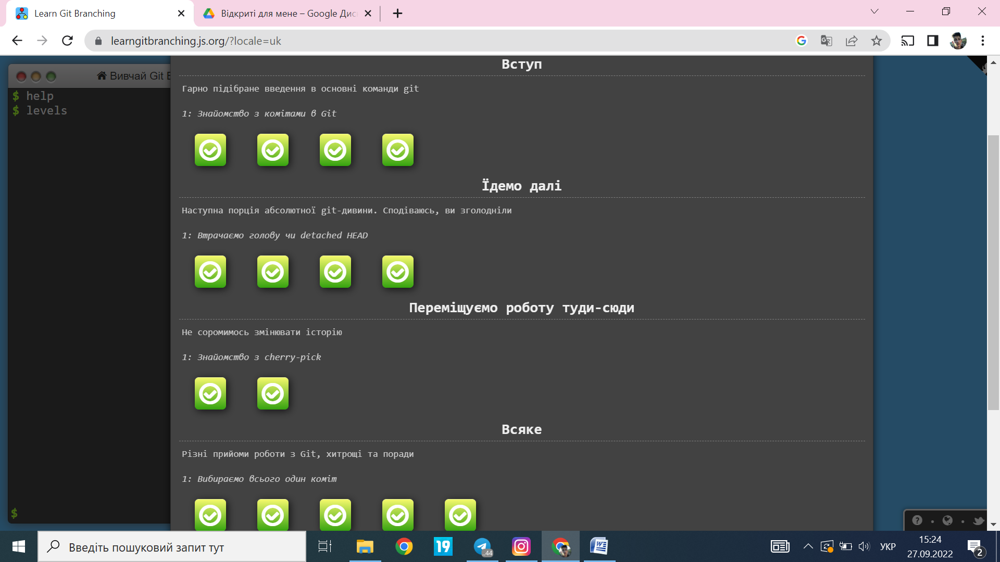 Learn Git Branching
Відкриті для мене – Google Дис
learngitbranching.js.org/?locale=uk
Вивчай Git B
$ help
$ levels
$
Вступ
Гарно підібране введення в основні команди git
1: Знайомство з комітами в Git
Їдемо далі
Наступна порція абсолютної git-дивини. Сподіваюсь, ви зголодніли
1: Втрачаємо голову чи detached HEAD
Переміщуємо роботу туди-сюди
Не соромимось змінювати історію
1: Знайомство з cherry-pick
Всяке
Різні прийоми роботи з Git, хитрощі та поради
1: Вибираємо всього один коміт
Введіть пошуковий запит тут
19
..44
УКР
15:24
27.09.2022
2